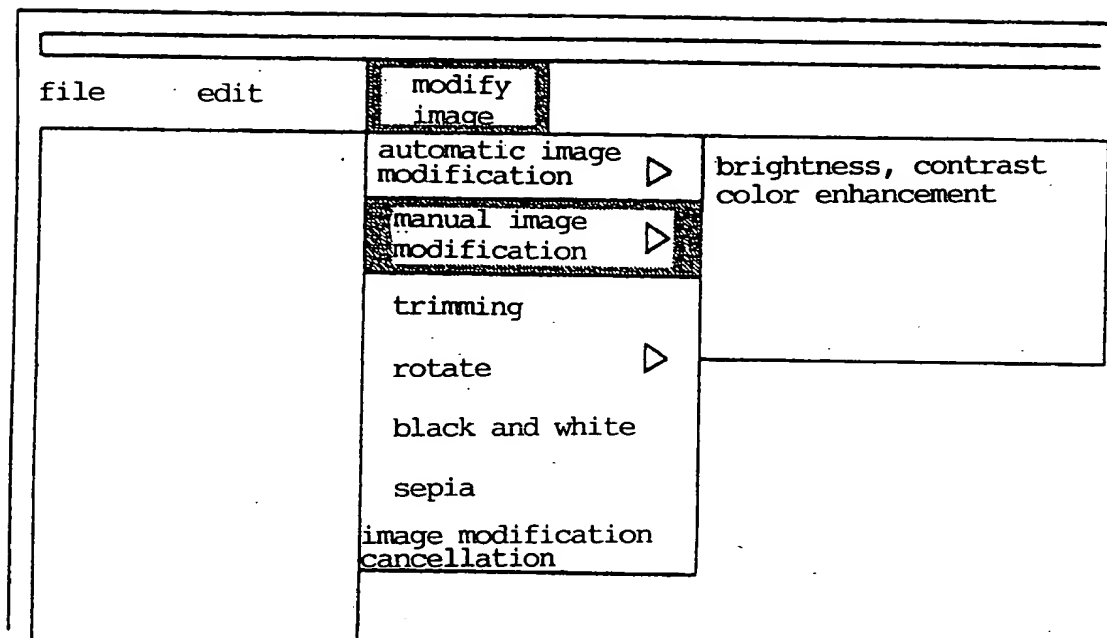 file edit modify
image
automatic image
modification
manual image
modification
trimming
rotate
black and white
sepia
image modification
cancellation
brightness, contrast
color enhancement